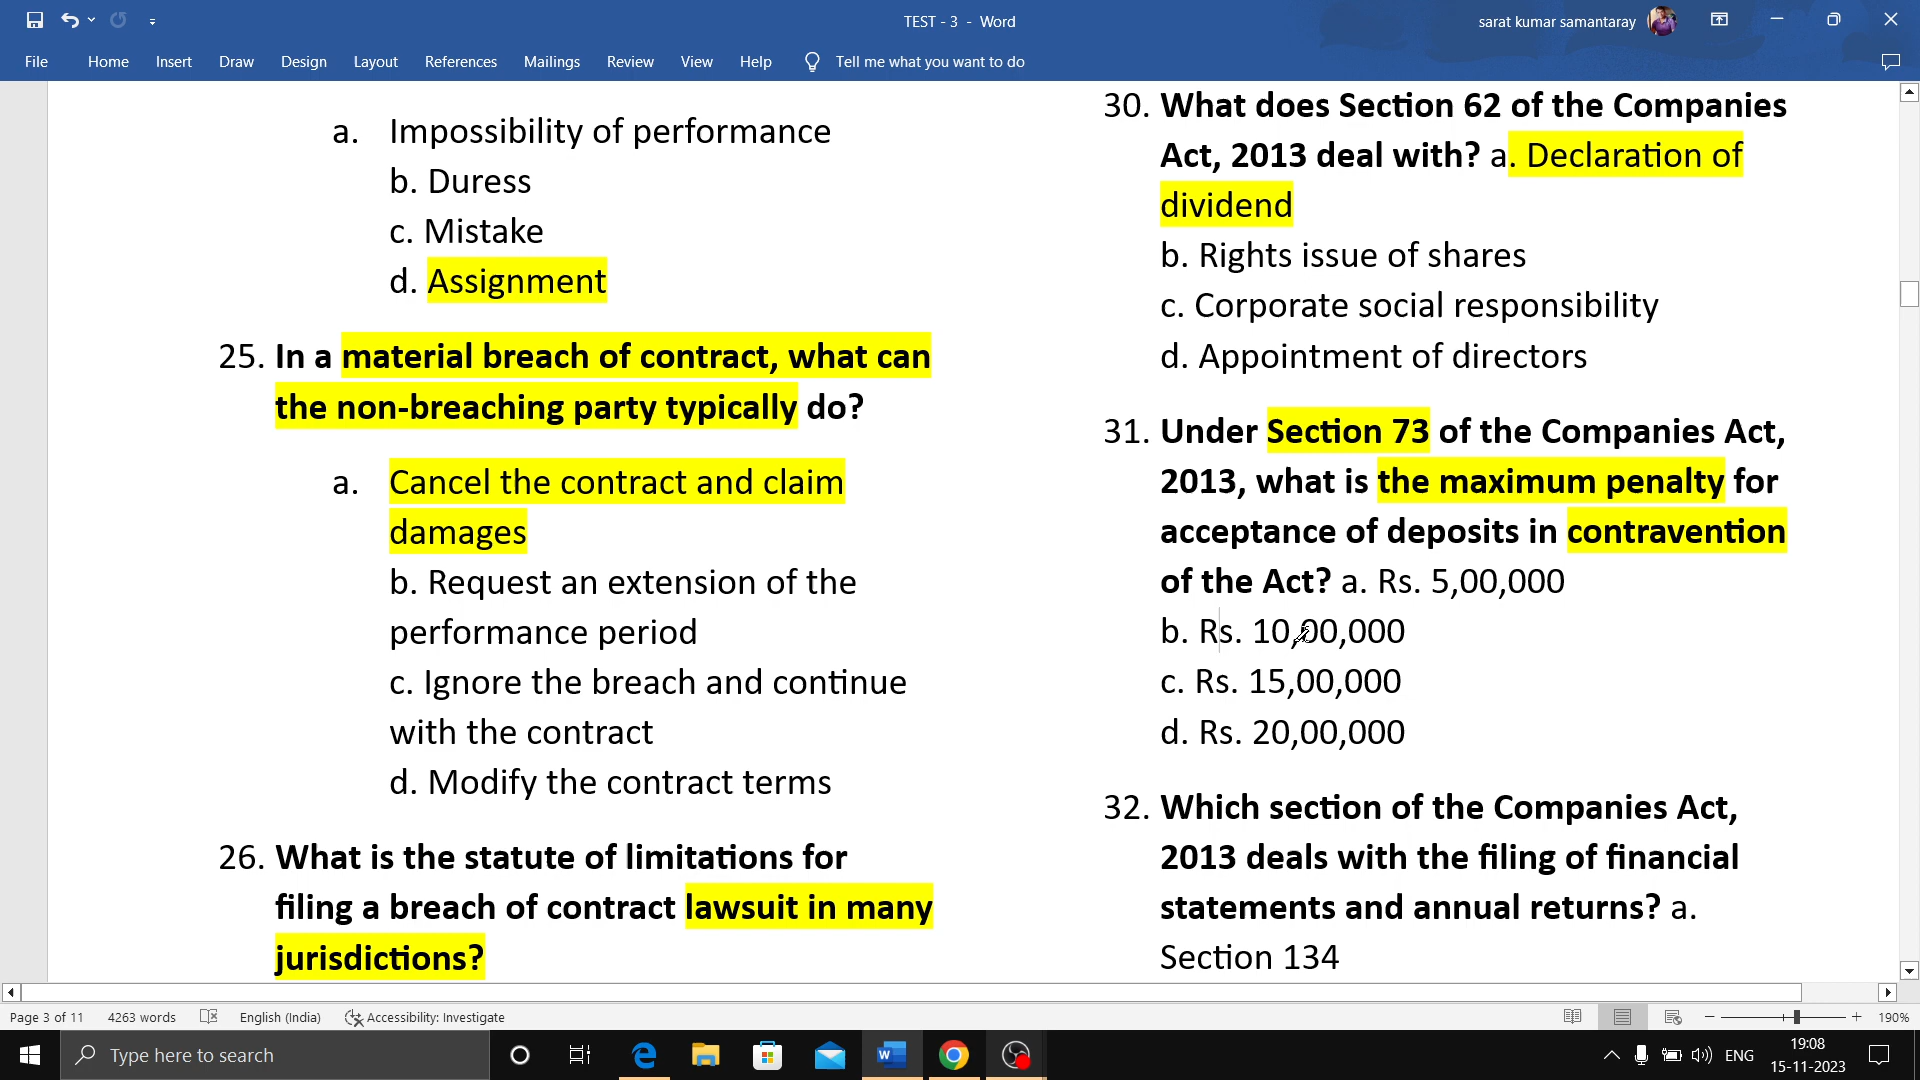 TEST - 3 - Word
sarat kumar samantaray
File Home Insert Draw Design Layout References Mailings Review View Help Tell me what you want to do
a. Impossibility of performance
b. Duress
c. Mistake
d. Assignment
25. In a material breach of contract, what can
the non-breaching party typically do?
a. Cancel the contract and claim
damages
b. Request an extension of the
performance period
c. Ignore the breach and continue
with the contract
d. Modify the contract terms
26. What is the statute of limitations for
filing a breach of contract lawsuit in many
jurisdictions?
30. What does Section 62 of the Companies
Act, 2013 deal with? a. Declaration of
dividend
b. Rights issue of shares
c. Corporate social responsibility
d. Appointment of directors
31. Under Section 73 of the Companies Act,
2013, what is the maximum penalty for
acceptance of deposits in contravention
of the Act? a. Rs. 5,00,000
b. Rs. 10,00,000
c. Rs. 15,00,000
d. Rs. 20,00,000
32. Which section of the Companies Act,
2013 deals with the filing of financial
statements and annual returns? a.
Section 134
Page 3 of 11 4263 words English (India) Accessibility: Investigate 190%
Type here to search
ENG
19:08
15-11-2023